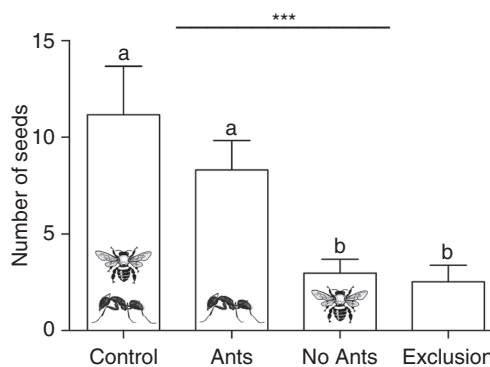 ***
15
10
5
0
Number of seeds
a
a
b
b
Control Ants No Ants Exclusion